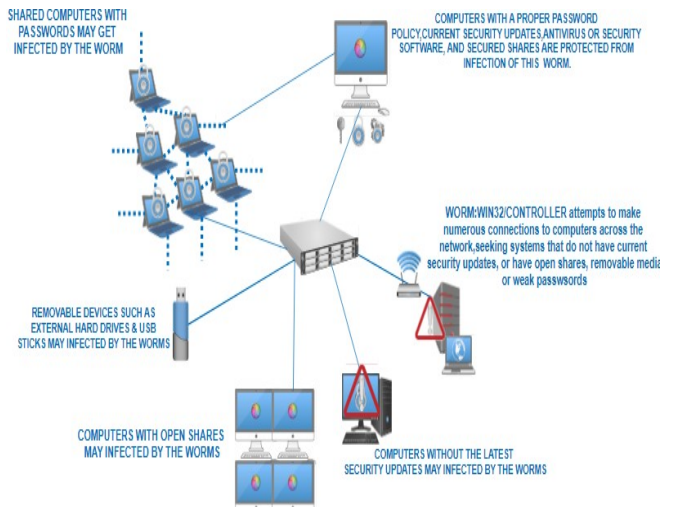 SHARED COMPUTERS WITH
PASSWORDS MAY GET
INFECTED BY THE WORM
COMPUTERS WITH A PROPER PASSWORD
POLICY,CURRENT SECURITY UPDATES,ANTIVIRUS OR SECURITY
SOFTWARE, AND SECURED SHARES ARE PROTECTED FROM
INFECTION OF THIS WORM.
WORM:WIN32/CONTROLLER attempts to make
numerous connections to computers across the
network,seeking systems that do not have current
security updates, or have open shares, removable media
or weak passwsords
REMOVABLE DEVICES SUCH AS
EXTERNAL HARD DRIVES & USB
STICKS MAY INFECTED BY THE WORMS
COMPUTERS WITH OPEN SHARES
MAY INFECTED BY THE WORMS
COMPUTERS WITHOUT THE LATEST
SECURITY UPDATES MAY INFECTED BY THE WORMS